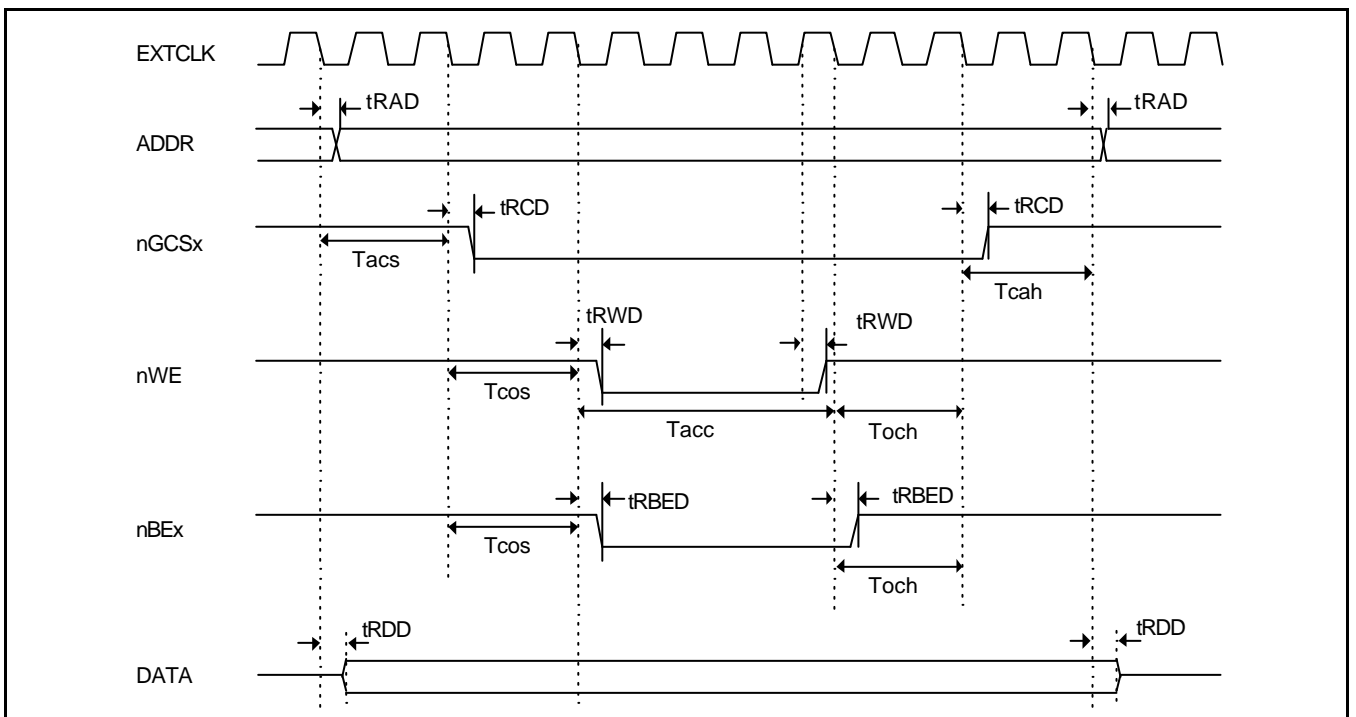 EXTCLK
tRAD
tRAD
ADDR
tRCD
tRCD
nGCSx
Tacs
Tcah
tRWD
tRWD
nWE
Tcos
Tacc
Toch
tRBED
tRBED
nBEx
Tcos
Toch
tRDD
tRDD
DATA